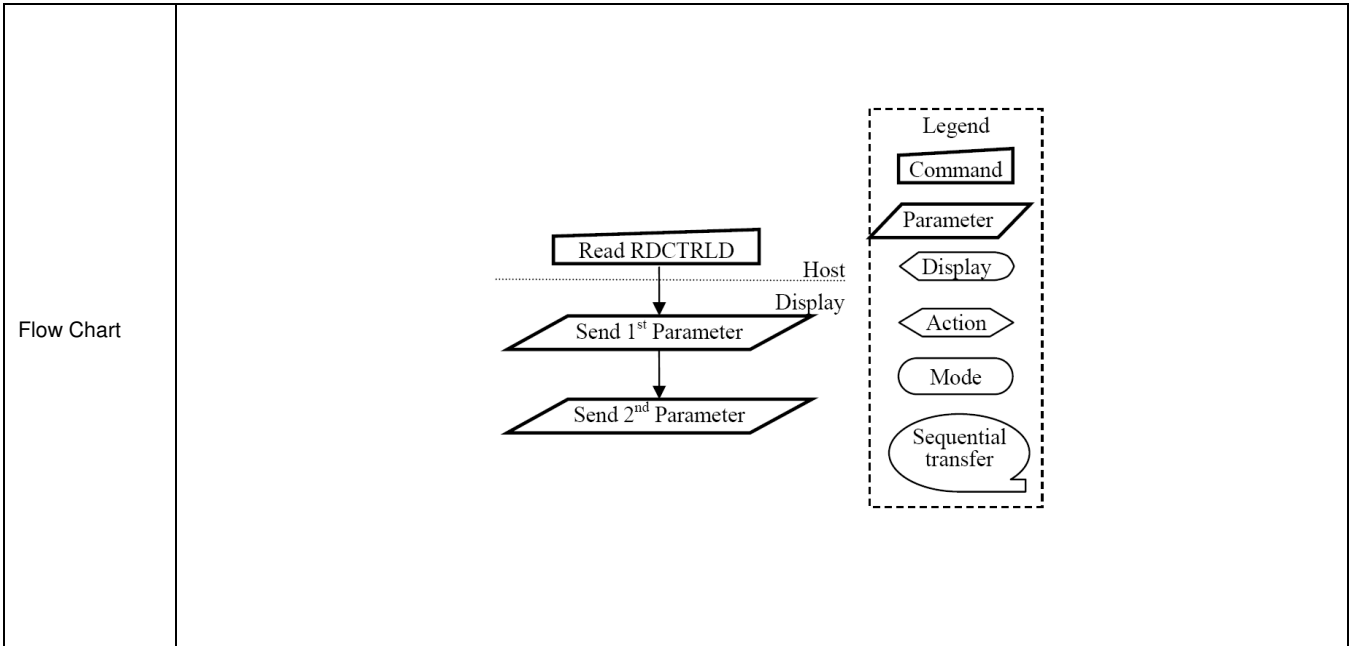 Flow Chart
Read RDCTRLD
Host
Display
Send 1st Parameter
Send 2nd Parameter
Legend
Command
Parameter
Display
Action
Mode
Sequential
transfer